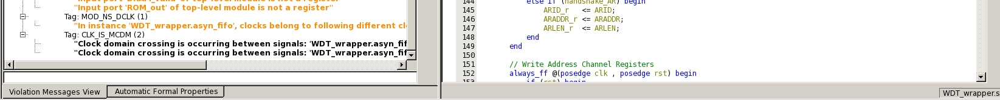 "Input port 'ROM_out' of top-level module is not a register"
Tag: MOD_NS_DCLK (1)
"In instance 'WDT_wrapper.asyn_fifo', clocks belong to following different cl
Tag: CLK_IS_MCDM (2)
"Clock domain crossing is occurring between signals: 'WDT_wrapper.asyn_fif
"Clock domain crossing is occurring between signals: 'WDT_wrapper.asyn_fif
Violation Messages View
Automatic Formal Properties
144 else if (handshake_AR) begin
145 ARID_r <= ARID;
146 ARADDR_r <= ARADDR;
147 ARLEN_r <= ARLEN;
148 end
149 end
150
151 // Write Address Channel Registers
152 always_ff @(posedge clk , posedge rst) begin
153 if (rst) begin
WDT_wrapper.s